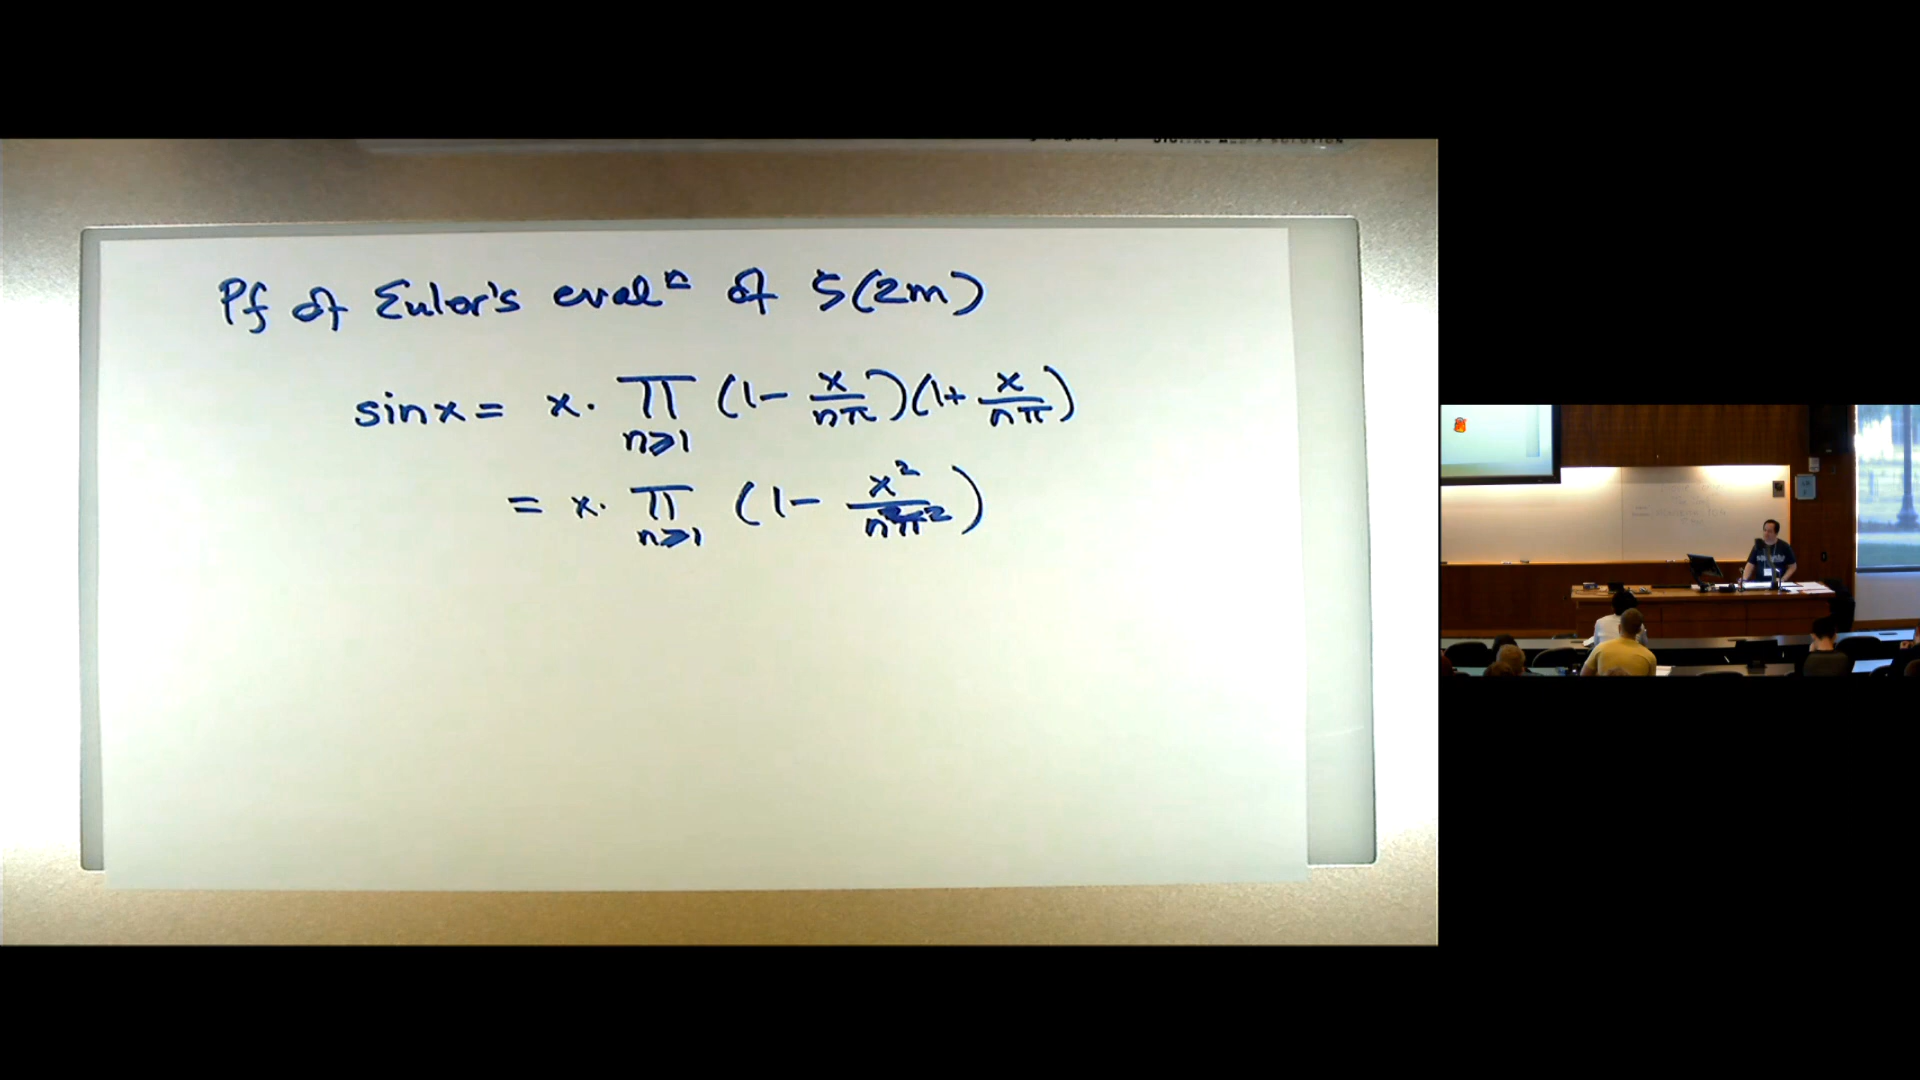 Pf of Euler's evalⁿ of ζ(2m)
sin x = x · ∏_{n≥1} (1 - x/(nπ)) (1 + x/(nπ))
= x · ∏_{n≥1} (1 - x²/(n²π²))